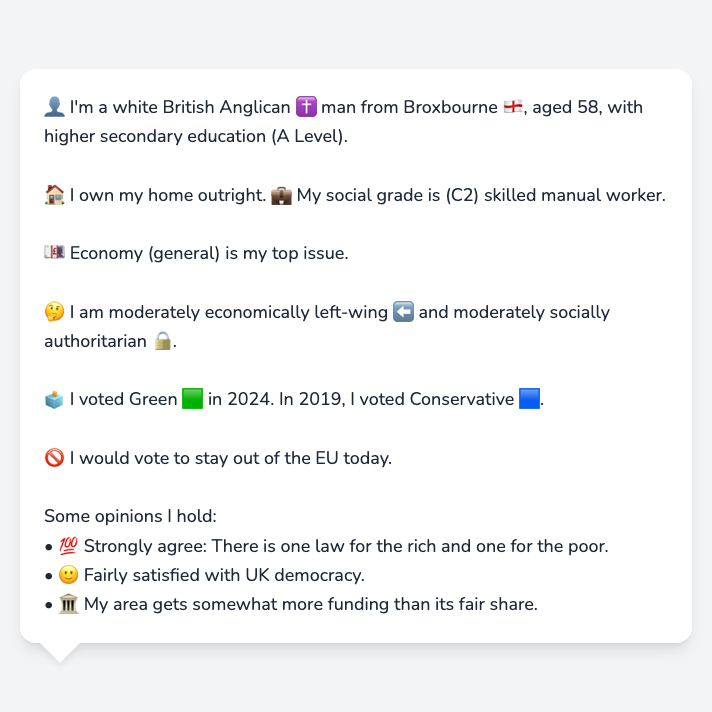 👤 I'm a white British Anglican ✝️ man from Broxbourne 🏴󠁧󠁢󠁥󠁮󠁧󠁿, aged 58, with
higher secondary education (A Level).
🏠 I own my home outright. 💼 My social grade is (C2) skilled manual worker.
💷 Economy (general) is my top issue.
🤔 I am moderately economically left-wing ⬅️ and moderately socially
authoritarian 🔒.
🗳️ I voted Green 🟩 in 2024. In 2019, I voted Conservative 🟦.
🚫 I would vote to stay out of the EU today.
Some opinions I hold:
• 💯 Strongly agree: There is one law for the rich and one for the poor.
• 🙂 Fairly satisfied with UK democracy.
• 🏛️ My area gets somewhat more funding than its fair share.